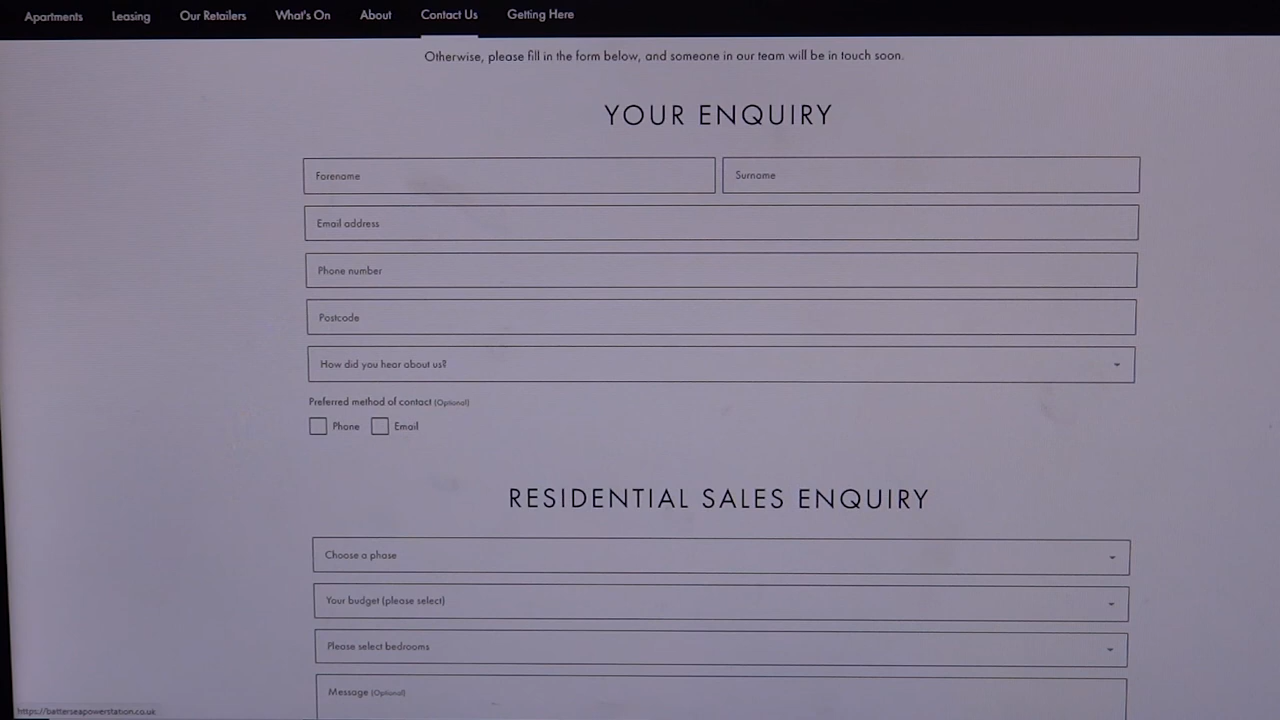 Apartments Leasing Our Retailers What's On About Contact Us Getting Here
Otherwise, please fill in the form below, and someone in our team will be in touch soon.
YOUR ENQUIRY
Forename Surname
Email address
Phone number
Postcode
How did you hear about us?
Preferred method of contact (Optional)
Phone Email
RESIDENTIAL SALES ENQUIRY
Choose a phase
Your budget (please select)
Please select bedrooms
Message (Optional)
https://batterseapowerstation.co.uk